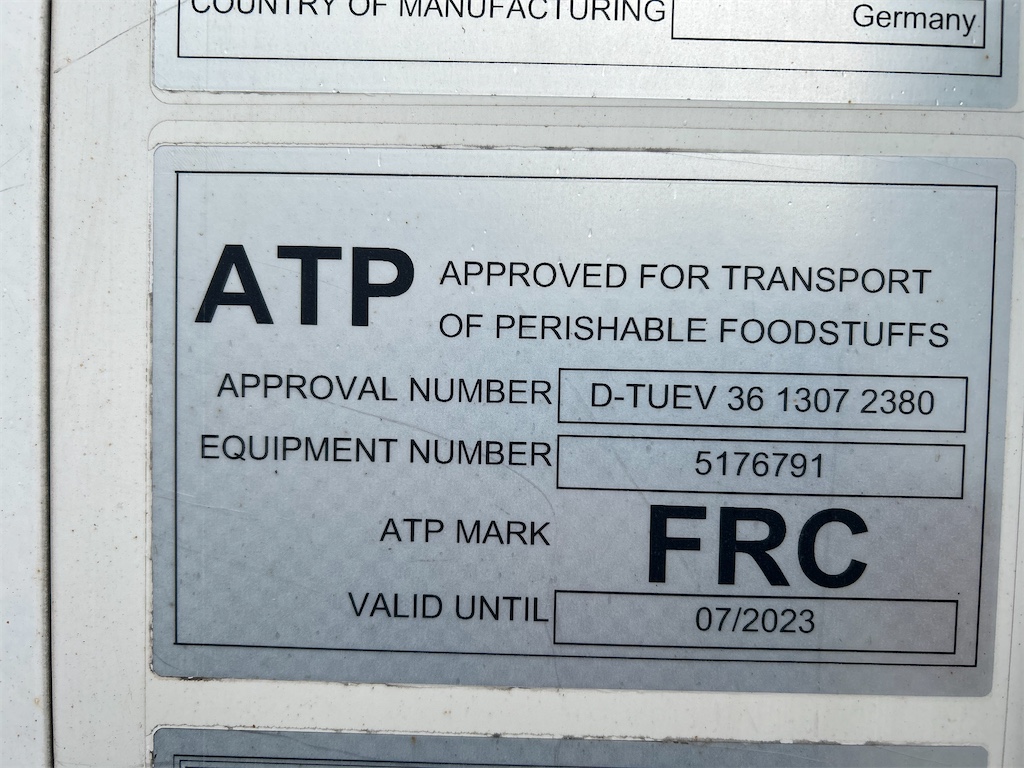 COUNTRY OF MANUFACTURING Germany
ATP APPROVED FOR TRANSPORT
OF PERISHABLE FOODSTUFFS
APPROVAL NUMBER D-TUEV 36 1307 2380
EQUIPMENT NUMBER 5176791
ATP MARK FRC
VALID UNTIL 07/2023